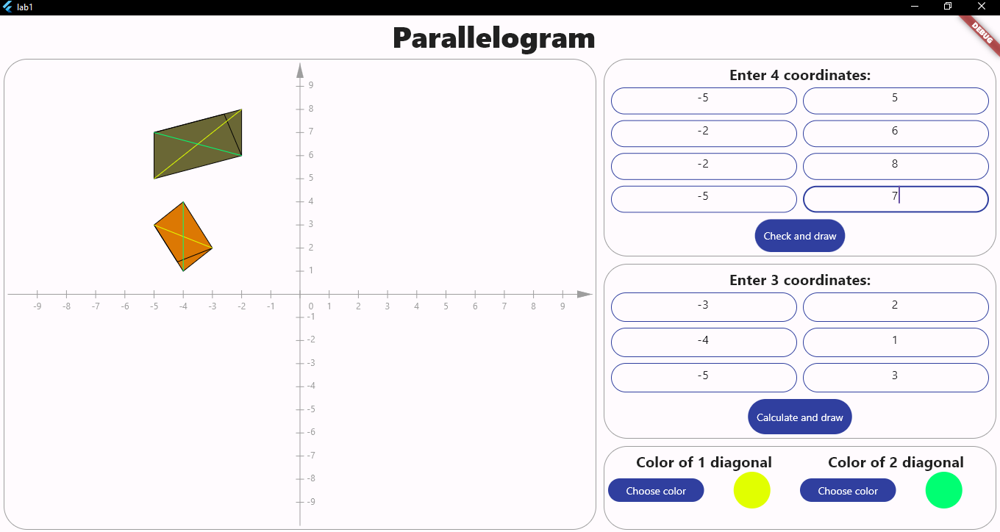 lab1
DEBUG
Parallelogram
9
8
7
6
5
4
3
2
1
-9 -8 -7 -6 -5 -4 -3 -2 -1 0 1 2 3 4 5 6 7 8 9
-1
-2
-3
-4
-5
-6
-7
-8
-9
Enter 4 coordinates:
-5 5
-2 6
-2 8
-5 7
Check and draw
Enter 3 coordinates:
-3 2
-4 1
-5 3
Calculate and draw
Color of 1 diagonal Color of 2 diagonal
Choose color Choose color